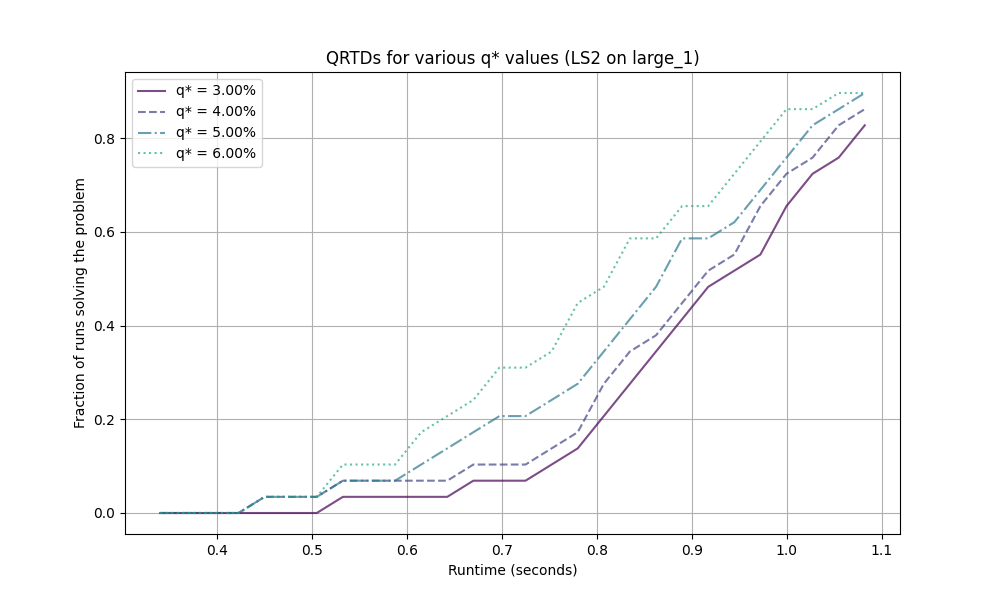 QRTDs for various q* values (LS2 on large_1)
q* = 3.00%
q* = 4.00%
q* = 5.00%
q* = 6.00%
Fraction of runs solving the problem
0.8
0.6
0.4
0.2
0.0
0.4 0.5 0.6 0.7 0.8 0.9 1.0 1.1
Runtime (seconds)